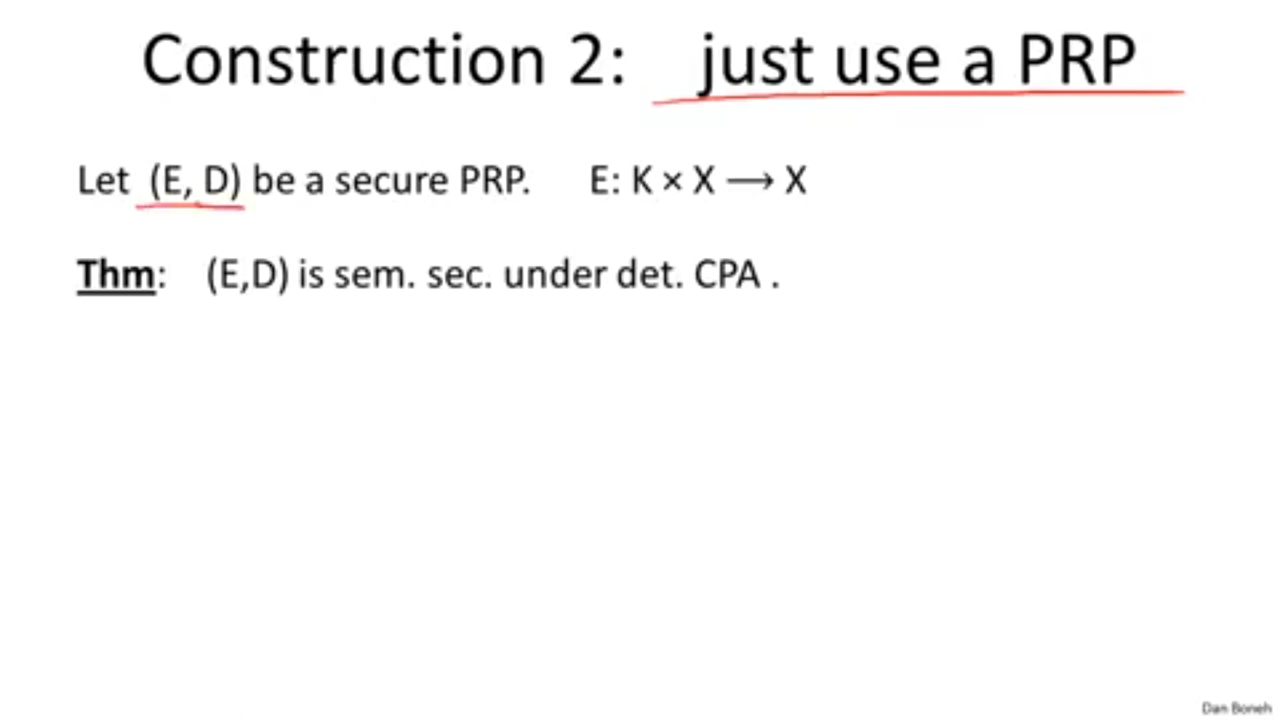 Construction 2: just use a PRP
Let (E, D) be a secure PRP. E: K × X ⟶ X
Thm: (E,D) is sem. sec. under det. CPA .
Dan Boneh